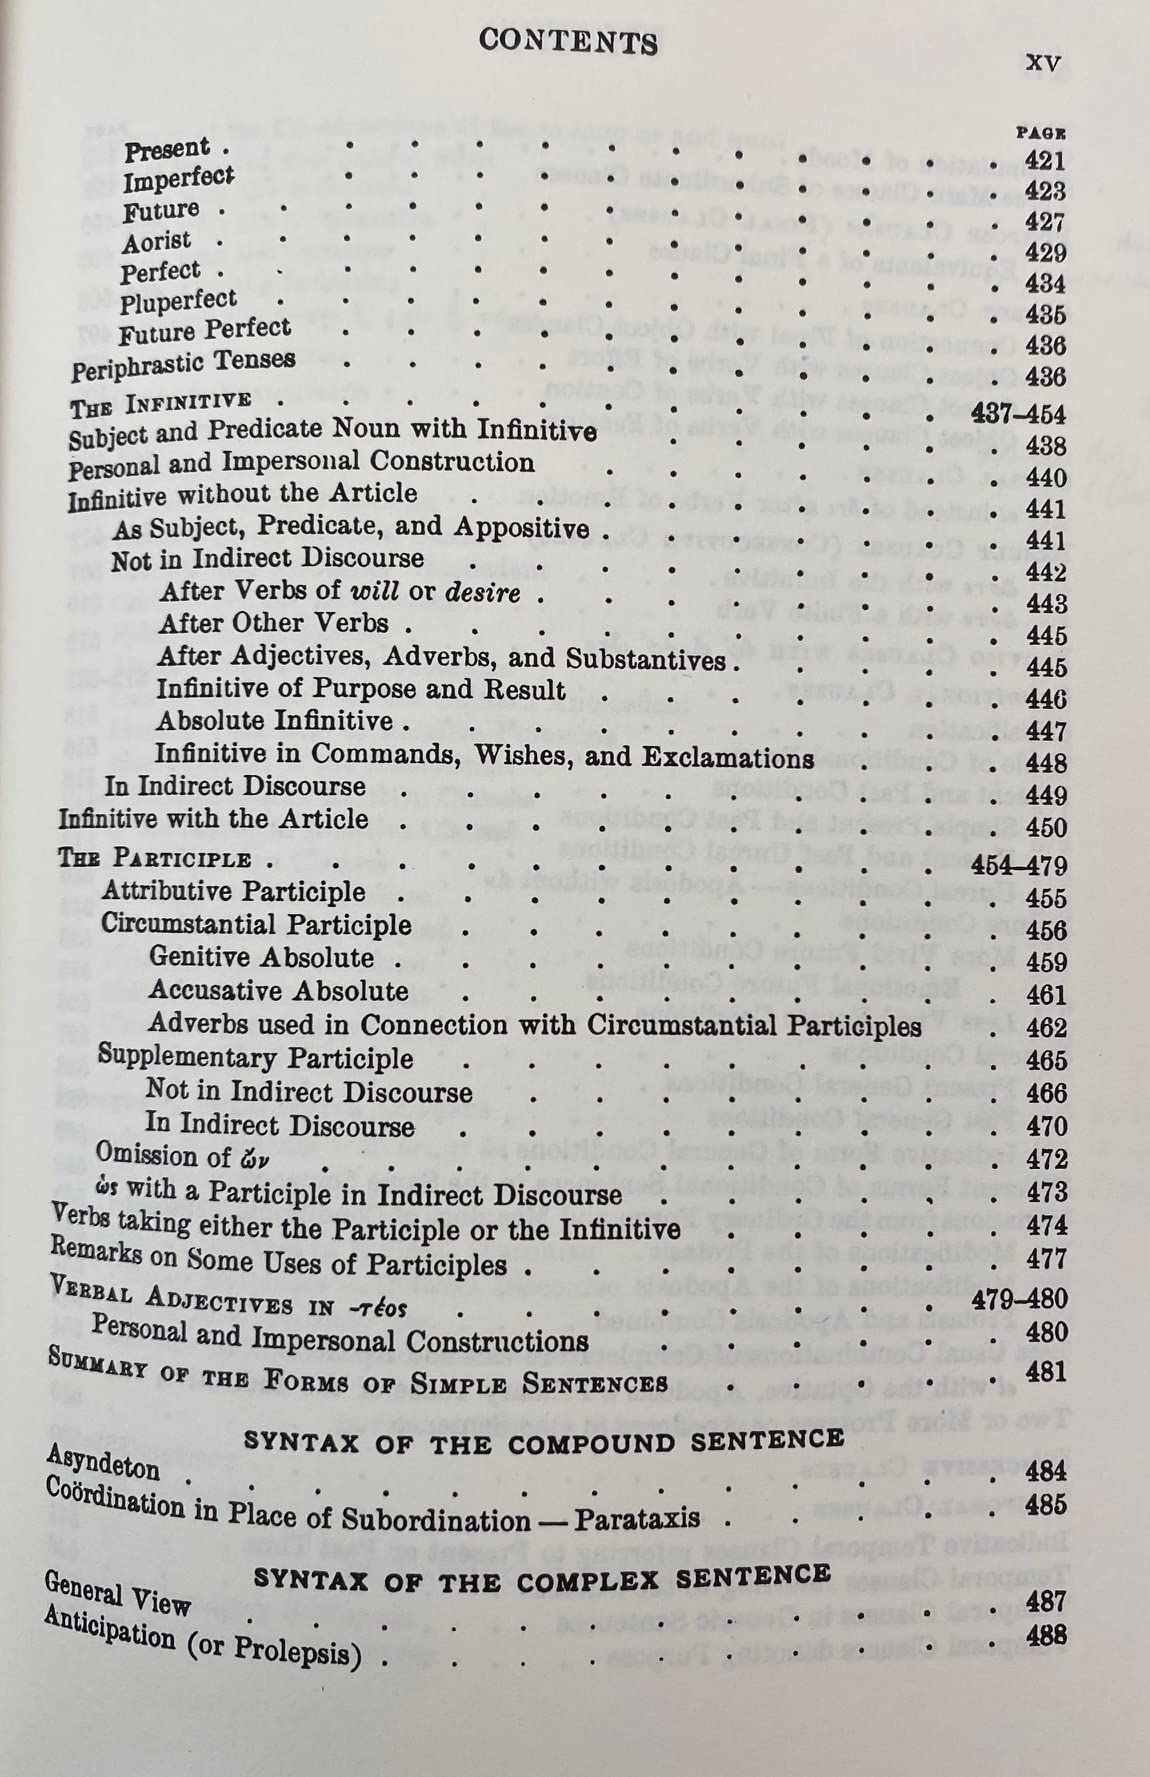 CONTENTS
XV
PAGE
Present . . . . . . . . . . . . 421
Imperfect . . . . . . . . . . . 423
Future . . . . . . . . . . . . . 427
Aorist . . . . . . . . . . . . . 429
Perfect . . . . . . . . . . . . . 434
Pluperfect . . . . . . . . . . . . 435
Future Perfect . . . . . . . . . . . 436
Periphrastic Tenses . . . . . . . . . . . 436
THE INFINITIVE . . . . . . . . . . 437–454
Subject and Predicate Noun with Infinitive . . . . . . 438
Personal and Impersonal Construction . . . . . . . 440
Infinitive without the Article . . . . . . . . . 441
As Subject, Predicate, and Appositive . . . . . . . 441
Not in Indirect Discourse . . . . . . . . . 442
After Verbs of will or desire . . . . . . . . 443
After Other Verbs . . . . . . . . . . 445
After Adjectives, Adverbs, and Substantives . . . . . 445
Infinitive of Purpose and Result . . . . . . . 446
Absolute Infinitive . . . . . . . . . . 447
Infinitive in Commands, Wishes, and Exclamations . . . 448
In Indirect Discourse . . . . . . . . . . 449
Infinitive with the Article . . . . . . . . . . 450
THE PARTICIPLE . . . . . . . . . . . 454–479
Attributive Participle . . . . . . . . . . 455
Circumstantial Participle . . . . . . . . . 456
Genitive Absolute . . . . . . . . . . 459
Accusative Absolute . . . . . . . . . 461
Adverbs used in Connection with Circumstantial Participles . 462
Supplementary Participle . . . . . . . . . 465
Not in Indirect Discourse . . . . . . . . 466
In Indirect Discourse . . . . . . . . . 470
Omission of ὤν . . . . . . . . . . . 472
ὡς with a Participle in Indirect Discourse . . . . . . 473
Verbs taking either the Participle or the Infinitive . . . . . 474
Remarks on Some Uses of Participles . . . . . . . . 477
VERBAL ADJECTIVES IN -τέος . . . . . . . . 479–480
Personal and Impersonal Constructions . . . . . . 480
SUMMARY OF THE FORMS OF SIMPLE SENTENCES . . . . . 481
SYNTAX OF THE COMPOUND SENTENCE
Asyndeton . . . . . . . . . . . . . 484
Coördination in Place of Subordination — Parataxis . . . . . 485
SYNTAX OF THE COMPLEX SENTENCE
General View . . . . . . . . . . . . 487
Anticipation (or Prolepsis) . . . . . . . . . . 488